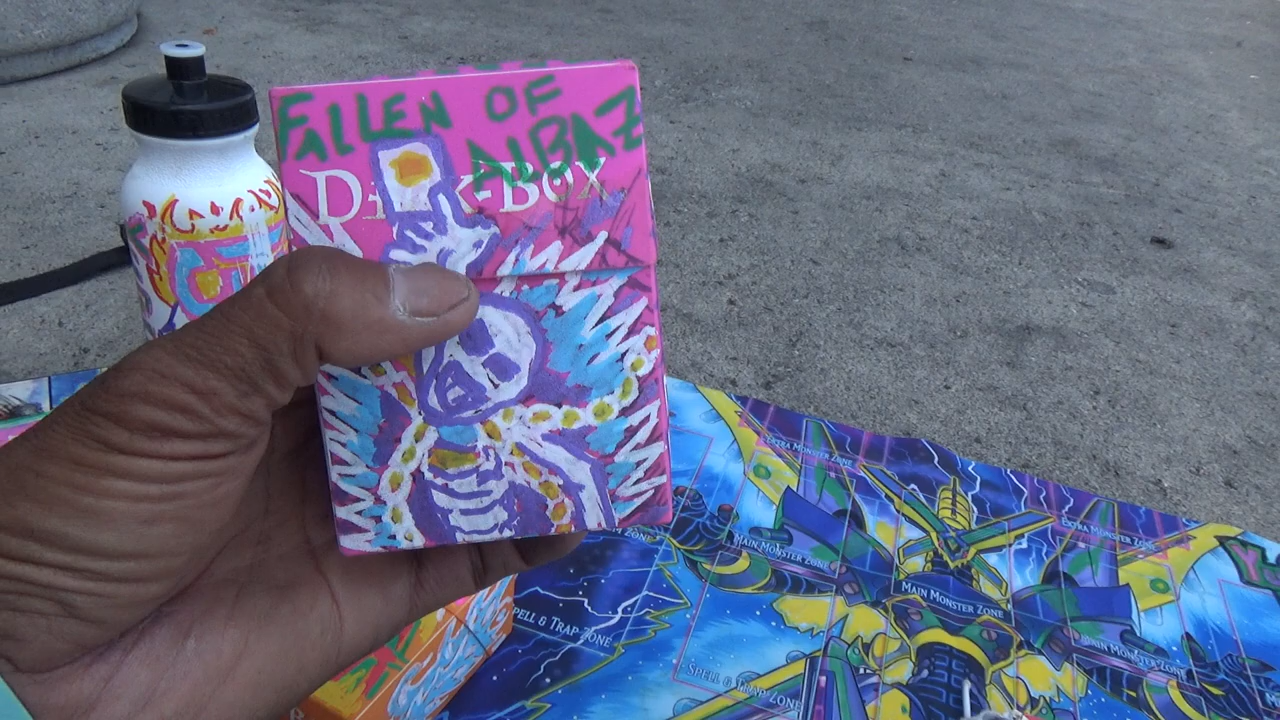 FALLEN OF
ALBAZ
-BOX
EXTRA MONSTER ZONE
EXTRA MONSTER ZONE
MAIN MONSTER ZONE
MAIN MONSTER ZONE
MAIN MONSTER ZONE
SPELL & TRAP ZONE
SPELL & TRAP ZONE